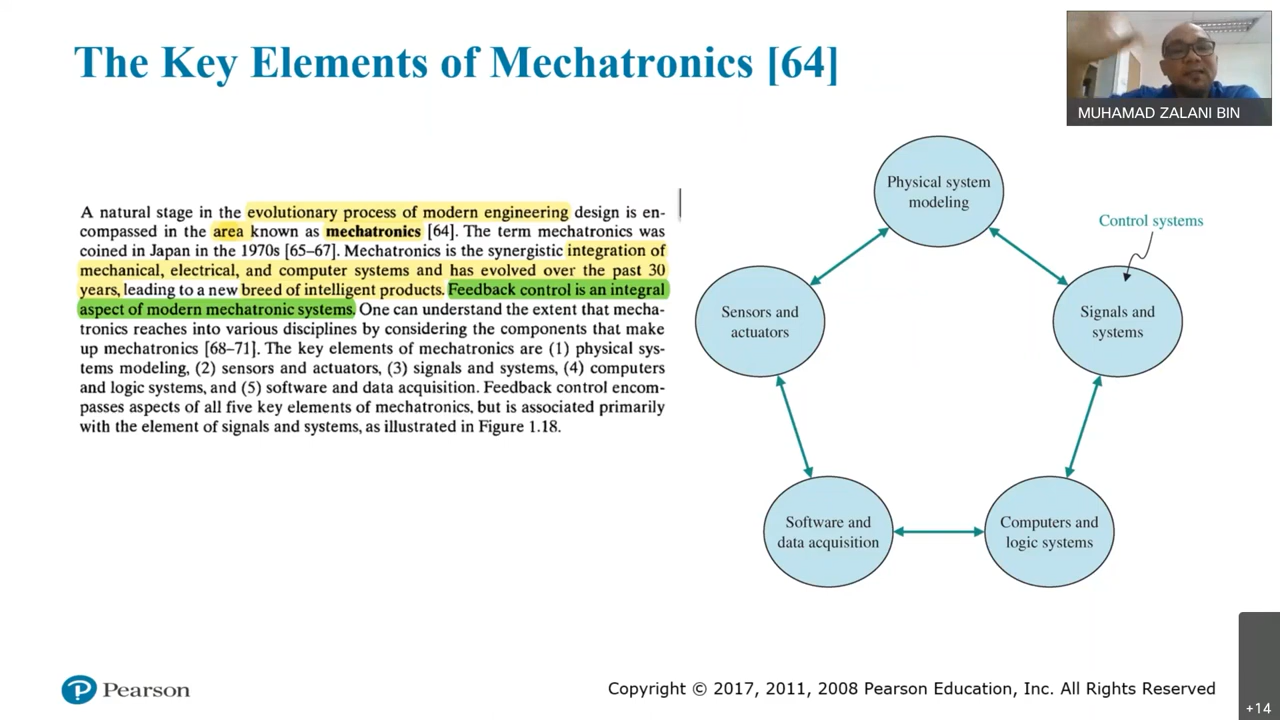 The Key Elements of Mechatronics [64]
MUHAMAD ZALANI BIN
A natural stage in the evolutionary process of modern engineering design is en-
compassed in the area known as mechatronics [64]. The term mechatronics was
coined in Japan in the 1970s [65–67]. Mechatronics is the synergistic integration of
mechanical, electrical, and computer systems and has evolved over the past 30
years, leading to a new breed of intelligent products. Feedback control is an integral
aspect of modern mechatronic systems. One can understand the extent that mecha-
tronics reaches into various disciplines by considering the components that make
up mechatronics [68–71]. The key elements of mechatronics are (1) physical sys-
tems modeling, (2) sensors and actuators, (3) signals and systems, (4) computers
and logic systems, and (5) software and data acquisition. Feedback control encom-
passes aspects of all five key elements of mechatronics, but is associated primarily
with the element of signals and systems, as illustrated in Figure 1.18.
Physical system
modeling
Control systems
Sensors and
actuators
Signals and
systems
Software and
data acquisition
Computers and
logic systems
Pearson
Copyright © 2017, 2011, 2008 Pearson Education, Inc. All Rights Reserved
+14